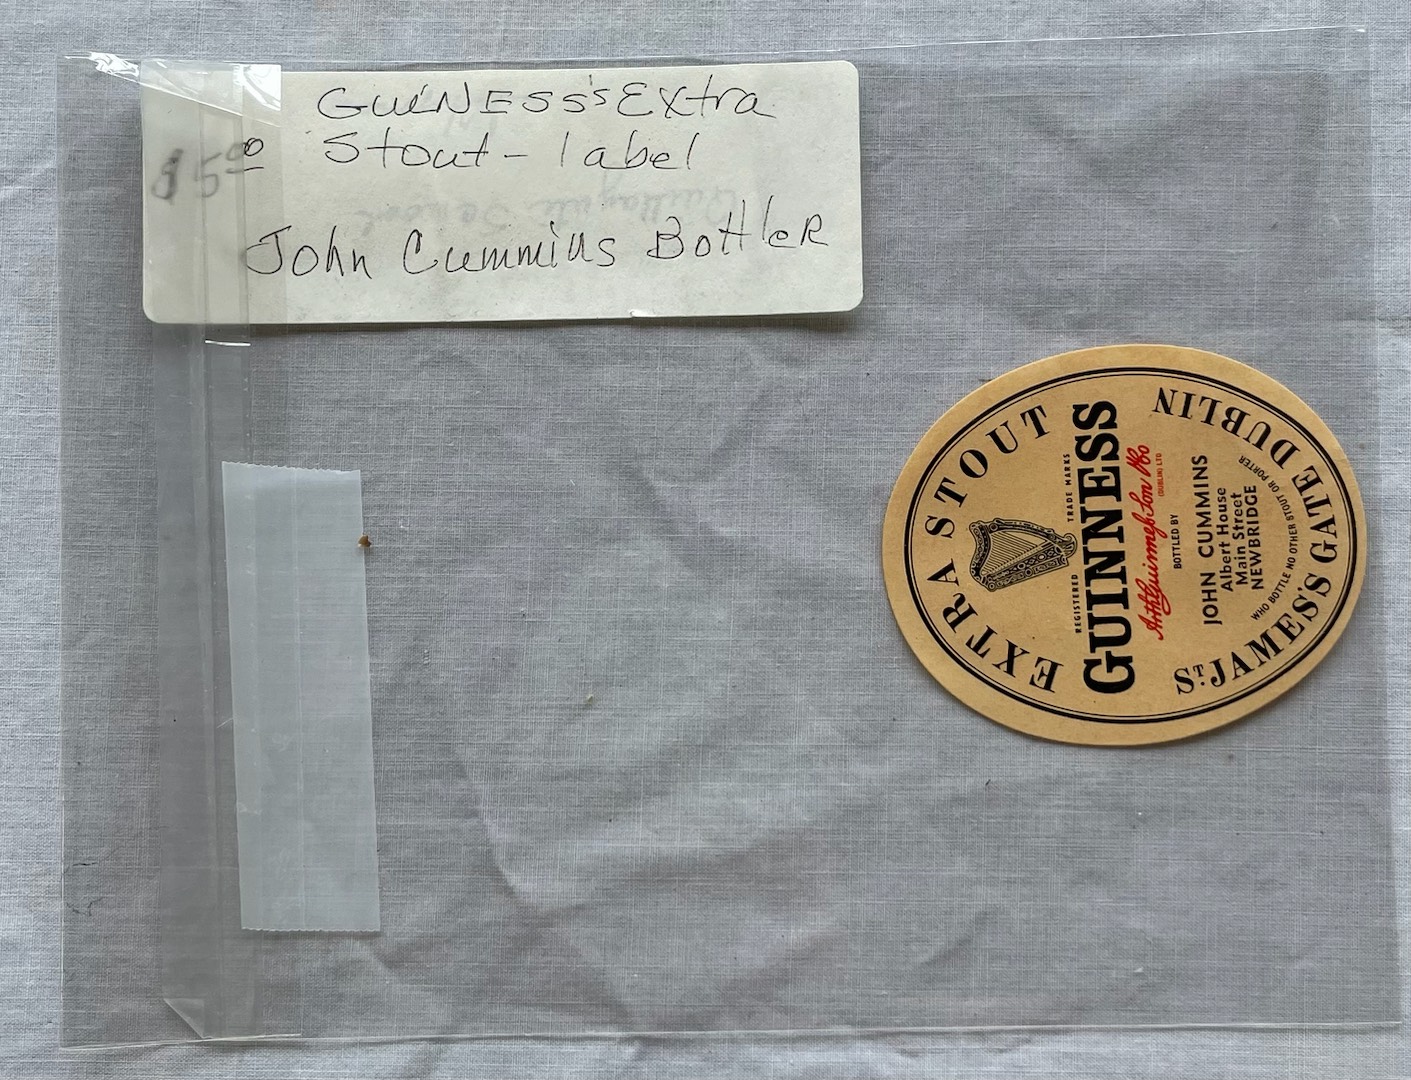 GuiNESS'S Extra
Stout - label
$5.00
John Cummins BottleR
EXTRA STOUT
REGISTERED TRADE MARKS
GUINNESS
Arth Guinness Son & Co
(DUBLIN) LTD
BOTTLED BY
JOHN CUMMINS
Albert House
Main Street
NEWBRIDGE
WHO BOTTLE NO OTHER STOUT OR PORTER
ST. JAMES'S GATE DUBLIN